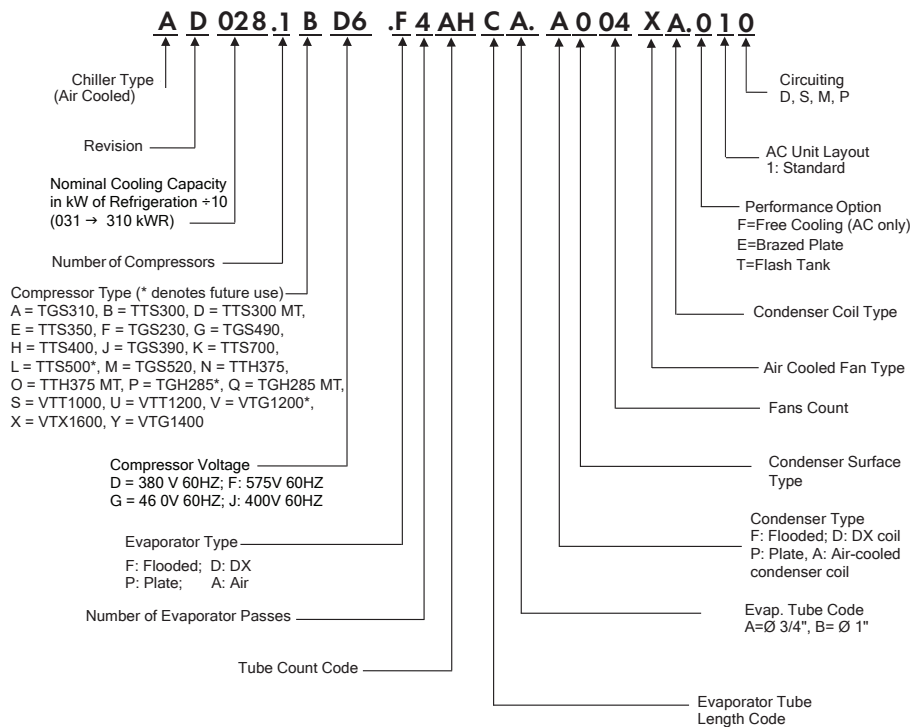 A D 028 .1 B D6 .F 4 AH C A. A 0 04 X A. 0 1 0
Chiller Type
(Air Cooled)
Revision
Nominal Cooling Capacity
in kW of Refrigeration ÷10
(031 → 310 kWR)
Number of Compressors
Compressor Type (* denotes future use)
A = TGS310, B = TTS300, D = TTS300 MT,
E = TTS350, F = TGS230, G = TGS490,
H = TTS400, J = TGS390, K = TTS700,
L = TTS500*, M = TGS520, N = TTH375,
O = TTH375 MT, P = TGH285*, Q = TGH285 MT,
S = VTT1000, U = VTT1200, V = VTG1200*,
X = VTX1600, Y = VTG1400
Compressor Voltage
D = 380 V 60HZ; F: 575V 60HZ
G = 46 0V 60HZ; J: 400V 60HZ
Evaporator Type
F: Flooded; D: DX
P: Plate; A: Air
Number of Evaporator Passes
Tube Count Code
Circuiting
D, S, M, P
AC Unit Layout
1: Standard
Performance Option
F=Free Cooling (AC only)
E=Brazed Plate
T=Flash Tank
Condenser Coil Type
Air Cooled Fan Type
Fans Count
Condenser Surface
Type
Condenser Type
F: Flooded; D: DX coil
P: Plate, A: Air-cooled
condenser coil
Evap. Tube Code
A=Ø 3/4", B= Ø 1"
Evaporator Tube
Length Code